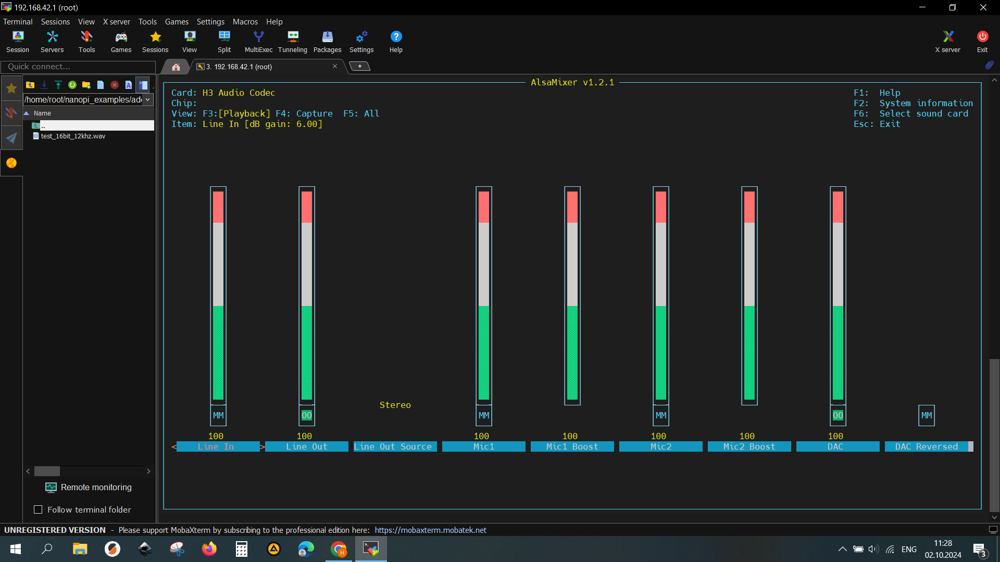 192.168.42.1 (root)
Terminal Sessions View X server Tools Games Settings Macros Help
Session Servers Tools Games Sessions View Split MultiExec Tunneling Packages Settings Help X server Exit
Quick connect...
3. 192.168.42.1 (root)
/home/root/nanopi_examples/ad
Name
..
test_16bit_12khz.wav
Remote monitoring
Follow terminal folder
AlsaMixer v1.2.1
Card: H3 Audio Codec F1: Help
Chip: F2: System information
View: F3:[Playback] F4: Capture F5: All F6: Select sound card
Item: Line In [dB gain: 6.00] Esc: Exit
Stereo
MM 00 MM MM 00 MM
100 100 100 100 100 100 100
< Line In > Line Out Line Out Source Mic1 Mic1 Boost Mic2 Mic2 Boost DAC DAC Reversed
UNREGISTERED VERSION - Please support MobaXterm by subscribing to the professional edition here: https://mobaxterm.mobatek.net
ENG
11:28
02.10.2024
3